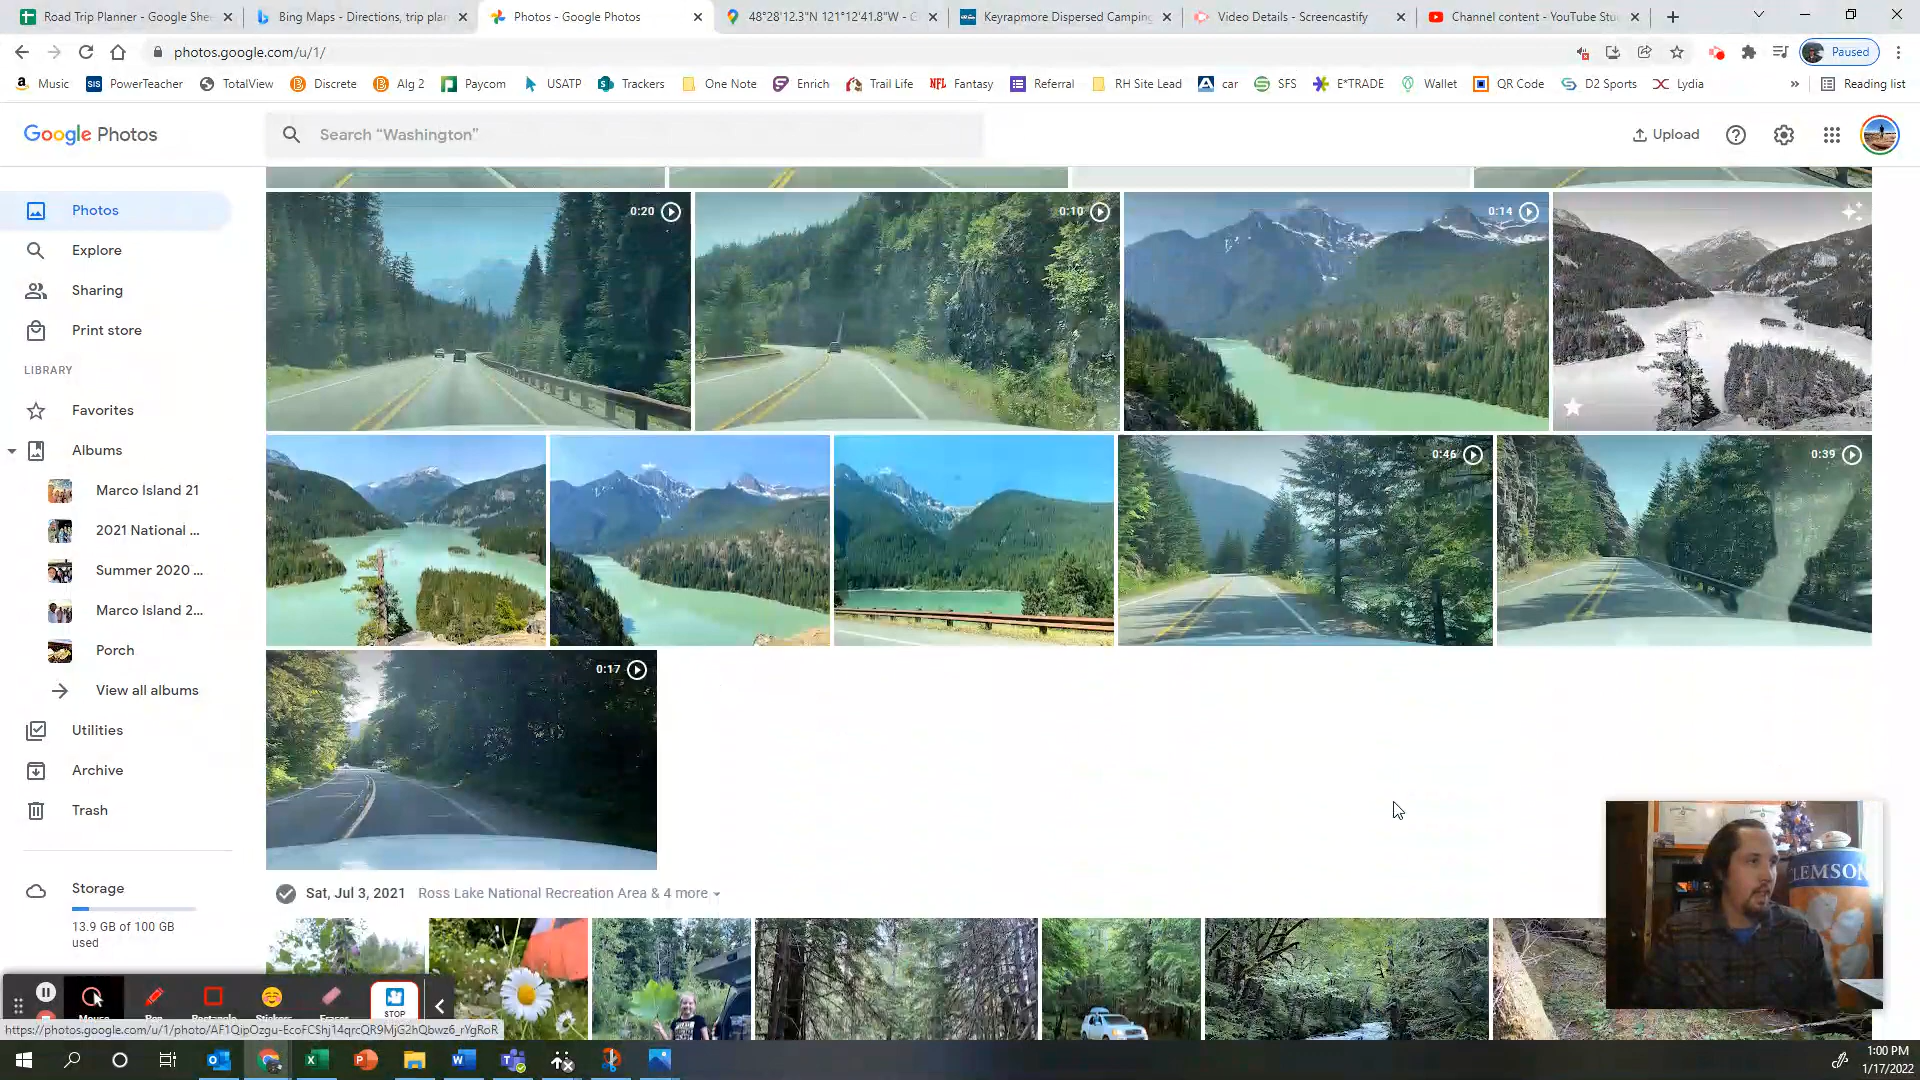 Road Trip Planner - Google Shee
Bing Maps - Directions, trip plan
Photos - Google Photos
48°28'12.3"N 121°12'41.8"W - G
Keyrapmore Dispersed Camping
Video Details - Screencastify
Channel content - YouTube Stu
photos.google.com/u/1/
Paused
Music
PowerTeacher
TotalView
Discrete
Alg 2
Paycom
USATP
Trackers
One Note
Enrich
Trail Life
Fantasy
Referral
RH Site Lead
car
SFS
E*TRADE
Wallet
QR Code
D2 Sports
Lydia
»
Reading list
Google Photos
Search “Washington”
Upload
Photos
Explore
Sharing
Print store
LIBRARY
Favorites
Albums
Marco Island 21
2021 National ...
Summer 2020 ...
Marco Island 2...
Porch
View all albums
Utilities
Archive
Trash
Storage
13.9 GB of 100 GB
used
0:20
0:10
0:14
0:46
0:39
0:17
Sat, Jul 3, 2021
Ross Lake National Recreation Area & 4 more
LEMSON
STOP
https://photos.google.com/u/1/photo/AF1QipOzgu-EcoFCShj14qrcQR9MjG2hQbwz6_rYgRoR
1:00 PM
1/17/2022